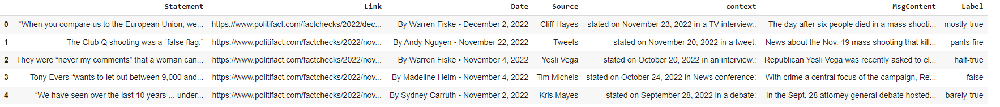 Statement Link Date Source context MsgContent Label
0 “When you compare us to the European Union, we... https://www.politifact.com/factchecks/2022/dec... By Warren Fiske • December 2, 2022 Cliff Hayes stated on November 23, 2022 in a TV interview.: The day after six people died in a mass shooti... mostly-true
1 The Club Q shooting was a “false flag.” https://www.politifact.com/factchecks/2022/nov... By Andy Nguyen • November 22, 2022 Tweets stated on November 20, 2022 in a tweet: News about the Nov. 19 mass shooting that kill... pants-fire
2 They were “never my comments” that a woman can... https://www.politifact.com/factchecks/2022/nov... By Warren Fiske • November 4, 2022 Yesli Vega stated on October 20, 2022 in an interview.: Republican Yesli Vega was recently asked to el... half-true
3 Tony Evers “wants to let out between 9,000 and... https://www.politifact.com/factchecks/2022/nov... By Madeline Heim • November 4, 2022 Tim Michels stated on October 24, 2022 in News conference: With crime a central focus of the campaign, Re... false
4 “We have seen over the last 10 years ... under... https://www.politifact.com/factchecks/2022/nov... By Sydney Carruth • November 2, 2022 Kris Mayes stated on September 28, 2022 in a debate: In the Sept. 28 attorney general debate hosted... barely-true